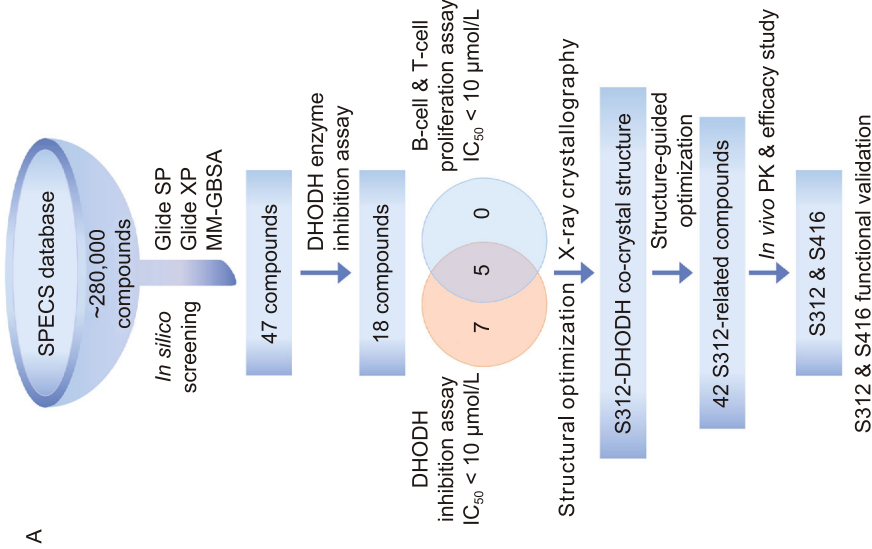 A
SPECS database
~280,000
compounds
In silico
screening
Glide SP
Glide XP
MM-GBSA
47 compounds
DHODH enzyme
inhibition assay
18 compounds
DHODH
inhibition assay
IC₅₀ < 10 μmol/L
7
5
0
B-cell & T-cell
proliferation assay
IC₅₀ < 10 μmol/L
Structural optimization
X-ray crystallography
S312-DHODH co-crystal structure
Structure-guided
optimization
42 S312-related compounds
In vivo PK & efficacy study
S312 & S416
S312 & S416 functional validation